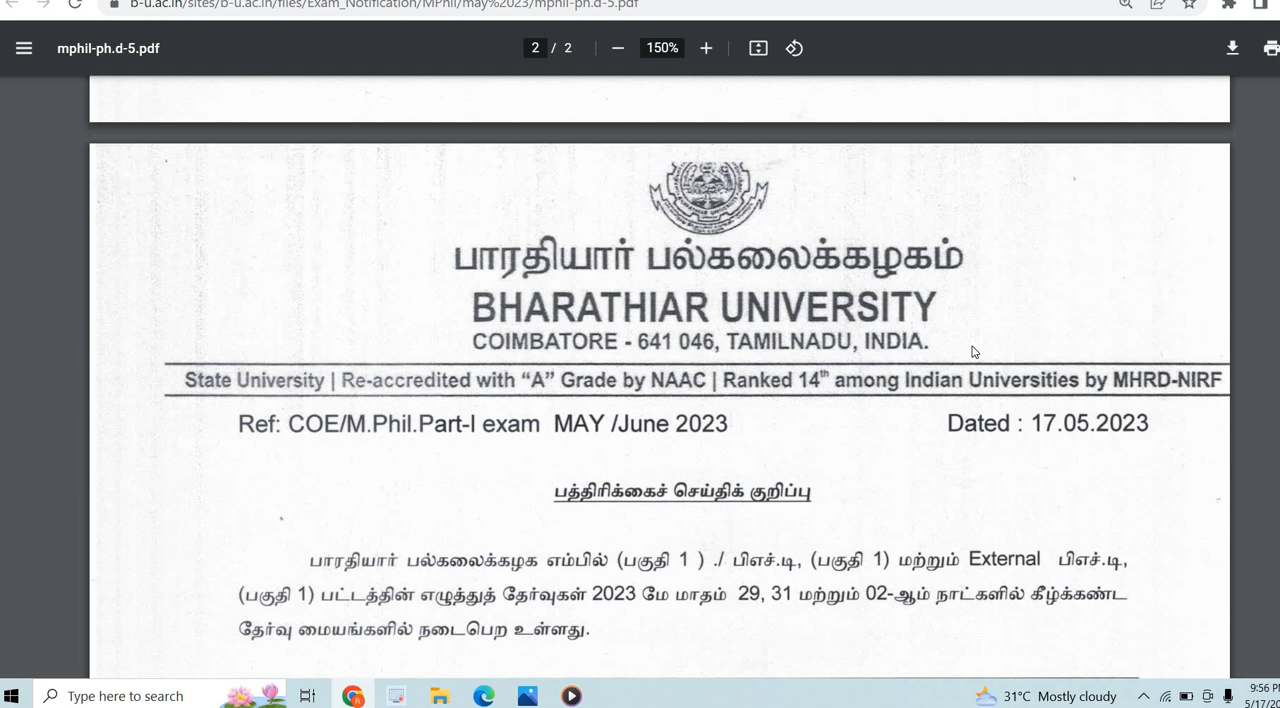 b-u.ac.in/sites/b-u.ac.in/files/Exam_Notification/MPhil/may%2023/mphil-ph.d-5.pdf
mphil-ph.d-5.pdf
2 / 2
150%
பாரதியார் பல்கலைக்கழகம்
BHARATHIAR UNIVERSITY
COIMBATORE - 641 046, TAMILNADU, INDIA.
State University | Re-accredited with “A” Grade by NAAC | Ranked 14th among Indian Universities by MHRD-NIRF
Ref: COE/M.Phil.Part-I exam MAY /June 2023 Dated : 17.05.2023
பத்திரிக்கைச் செய்திக் குறிப்பு
பாரதியார் பல்கலைக்கழக எம்பில் (பகுதி 1 ) ./ பிஎச்.டி, (பகுதி 1) மற்றும் External பிஎச்.டி,
(பகுதி 1) பட்டத்தின் எழுத்துத் தேர்வுகள் 2023 மே மாதம் 29, 31 மற்றும் 02-ஆம் நாட்களில் கீழ்க்கண்ட
தேர்வு மையங்களில் நடைபெற உள்ளது.
Type here to search
31°C Mostly cloudy
9:56 P
5/17/20